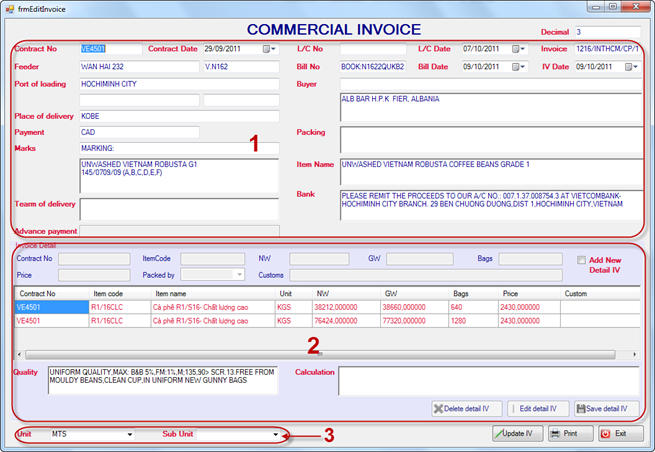 frmEditInvoice
COMMERCIAL INVOICE
Decimal 3
Contract No VE4501 Contract Date 29/09/2011 L/C No L/C Date 07/10/2011 Invoice 1216/INTHCM/CP/1
Feeder WAN HAI 232 V.N162 Bill No BOOK:N1622QUKB2 Bill Date 09/10/2011 IV Date 09/10/2011
Port of loading HOCHIMINH CITY Buyer
ALB BAR H.P.K FIER, ALBANIA
Place of delivery KOBE
Payment CAD Packing
1
Marks MARKING:
UNWASHED VIETNAM ROBUSTA G1
145/0709/09 (A,B,C,D,E,F)
Item Name UNWASHED VIETNAM ROBUSTA COFFEE BEANS GRADE 1
Team of delivery
Bank PLEASE REMIT THE PROCEEDS TO OUR A/C NO.: 007.1.37.008754.3 AT VIETCOMBANK-
HOCHIMINH CITY BRANCH. 29 BEN CHUONG DUONG,DIST 1,HOCHIMINH CITY,VIETNAM
Advance payment
Invoice Detail
Contract No ItemCode NW GW Bags Add New
Detail IV
Price Packed by Customs
Contract No Item code Item name Unit NW GW Bags Price Custom
VE4501 R1/16CLC Cà phê R1/S16- Chất lượng cao KGS 38212,000000 38660,000000 640 2430,000000
VE4501 R1/16CLC Cà phê R1/S16- Chất lượng cao KGS 76424,000000 77320,000000 1280 2430,000000
2
Quality UNIFORM QUALITY,MAX: B&B 5%,FM:1%,M;135,90> SCR,13.FREE FROM
MOULDY BEANS,CLEAN CUP,IN UNIFORM NEW GUNNY BAGS
Calculation
Delete detail IV Edit detail IV Save detail IV
Unit MTS Sub Unit 3 Update IV Print Exit